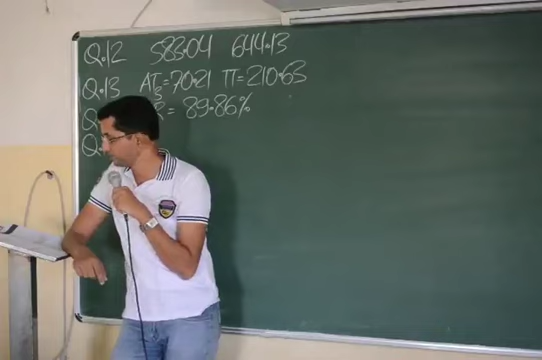 Q.12 583.04 644.13
Q.13 AT = 70.21 TT = 210.63
Q = 89.86%
Q.